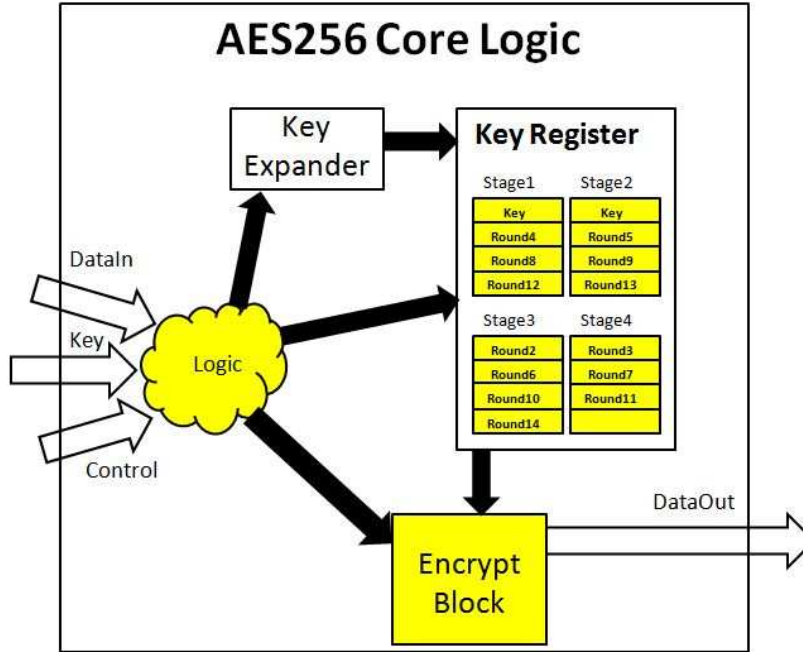 AES256 Core Logic
Key
Expander
Key Register
Stage1
Key
Round4
Round8
Round12
Stage2
Key
Round5
Round9
Round13
Stage3
Round2
Round6
Round10
Round14
Stage4
Round3
Round7
Round11
DataIn
Key
Control
Logic
Encrypt
Block
DataOut